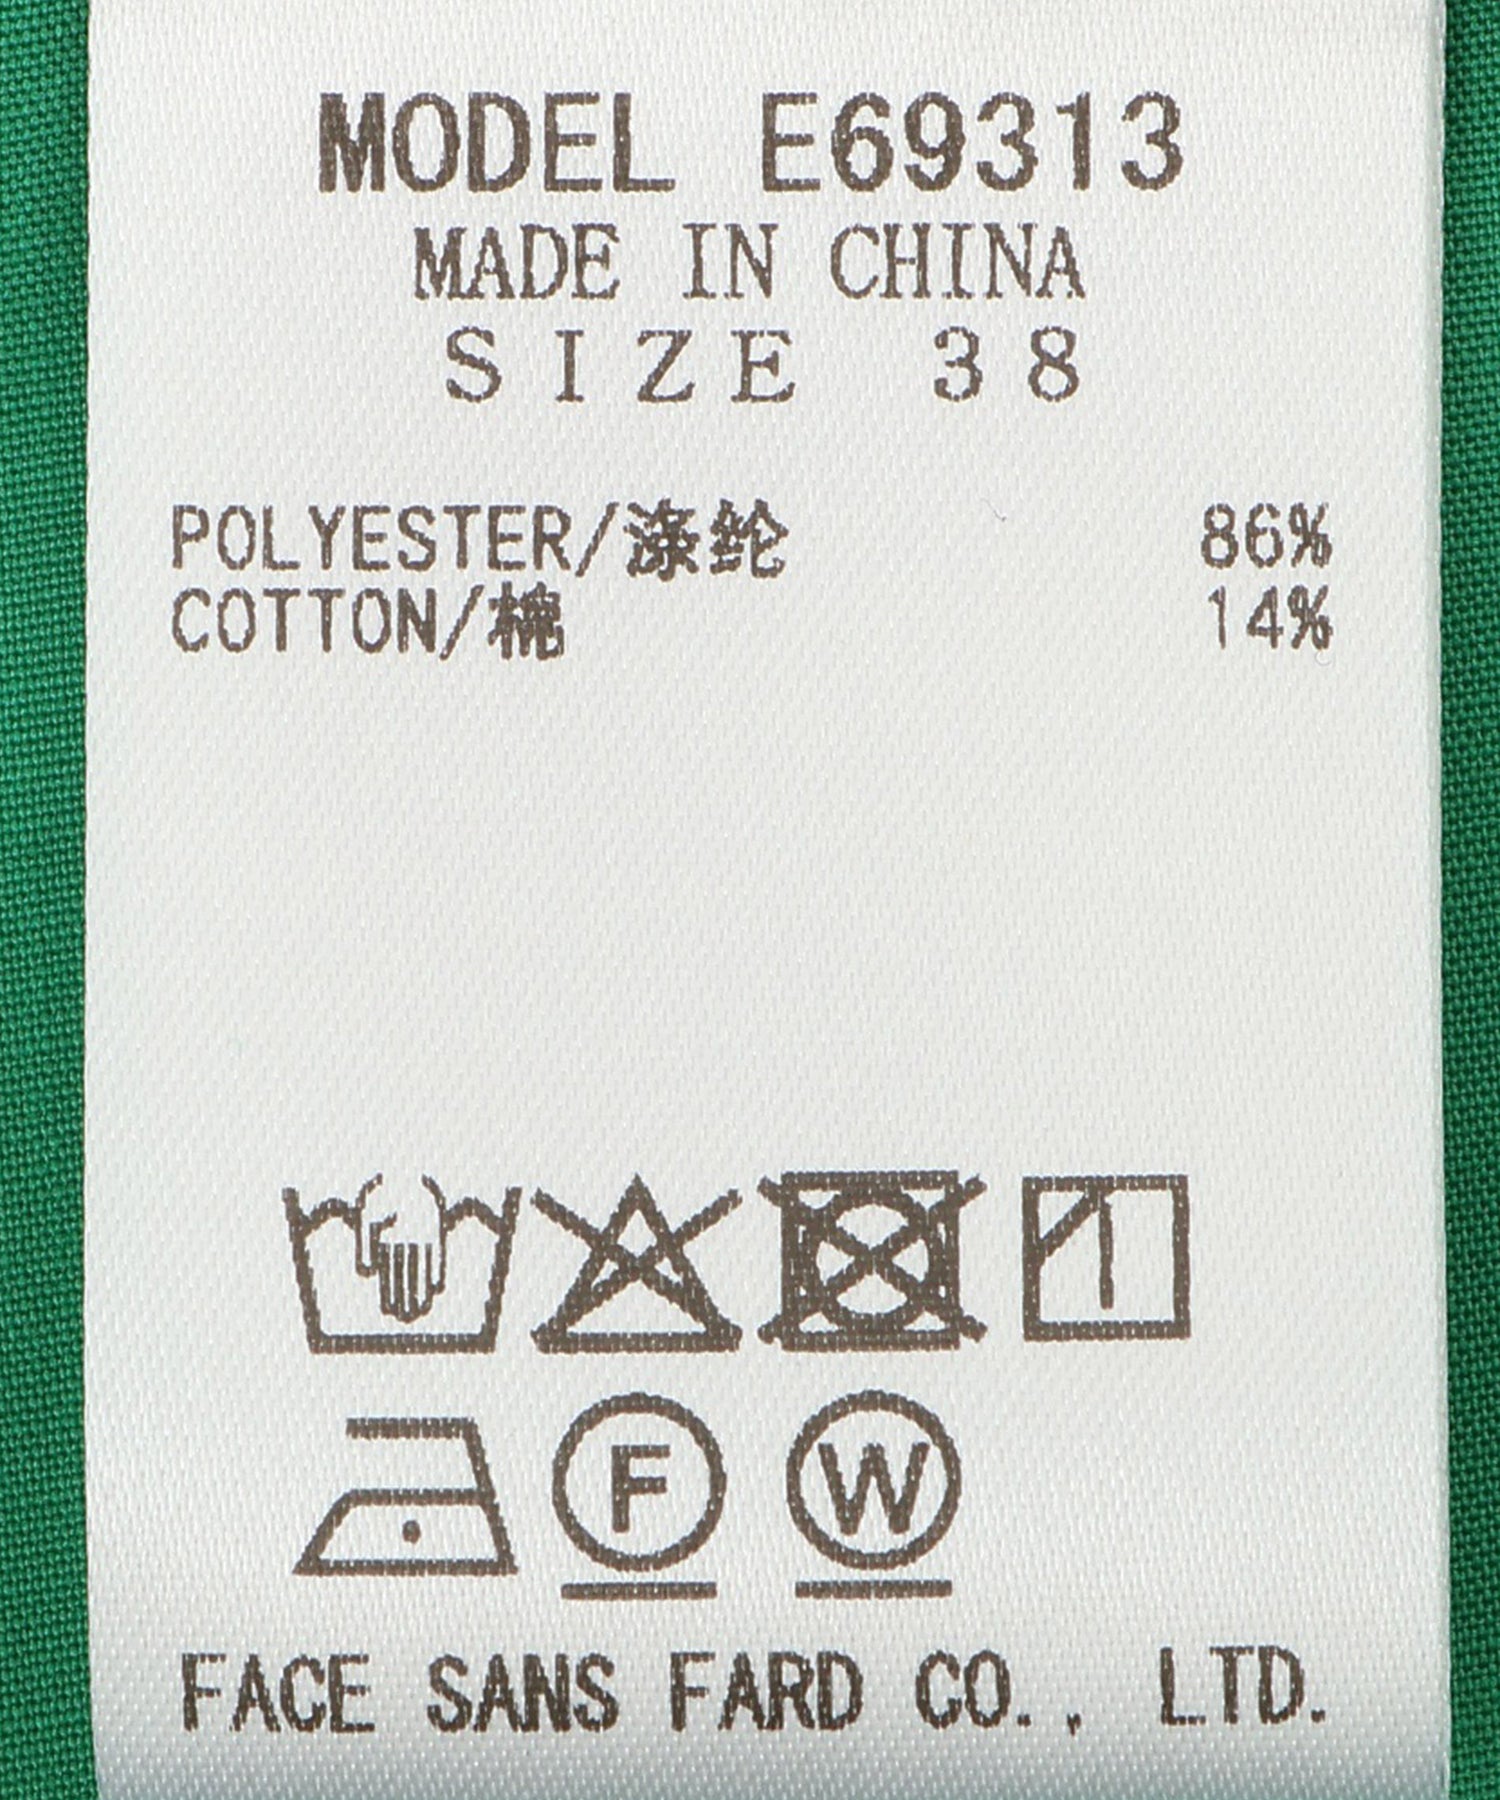 MODEL E69313
MADE IN CHINA
SIZE 38
POLYESTER/涤纶 86%
COTTON/棉 14%
F W
FACE SANS FARD CO., LTD.